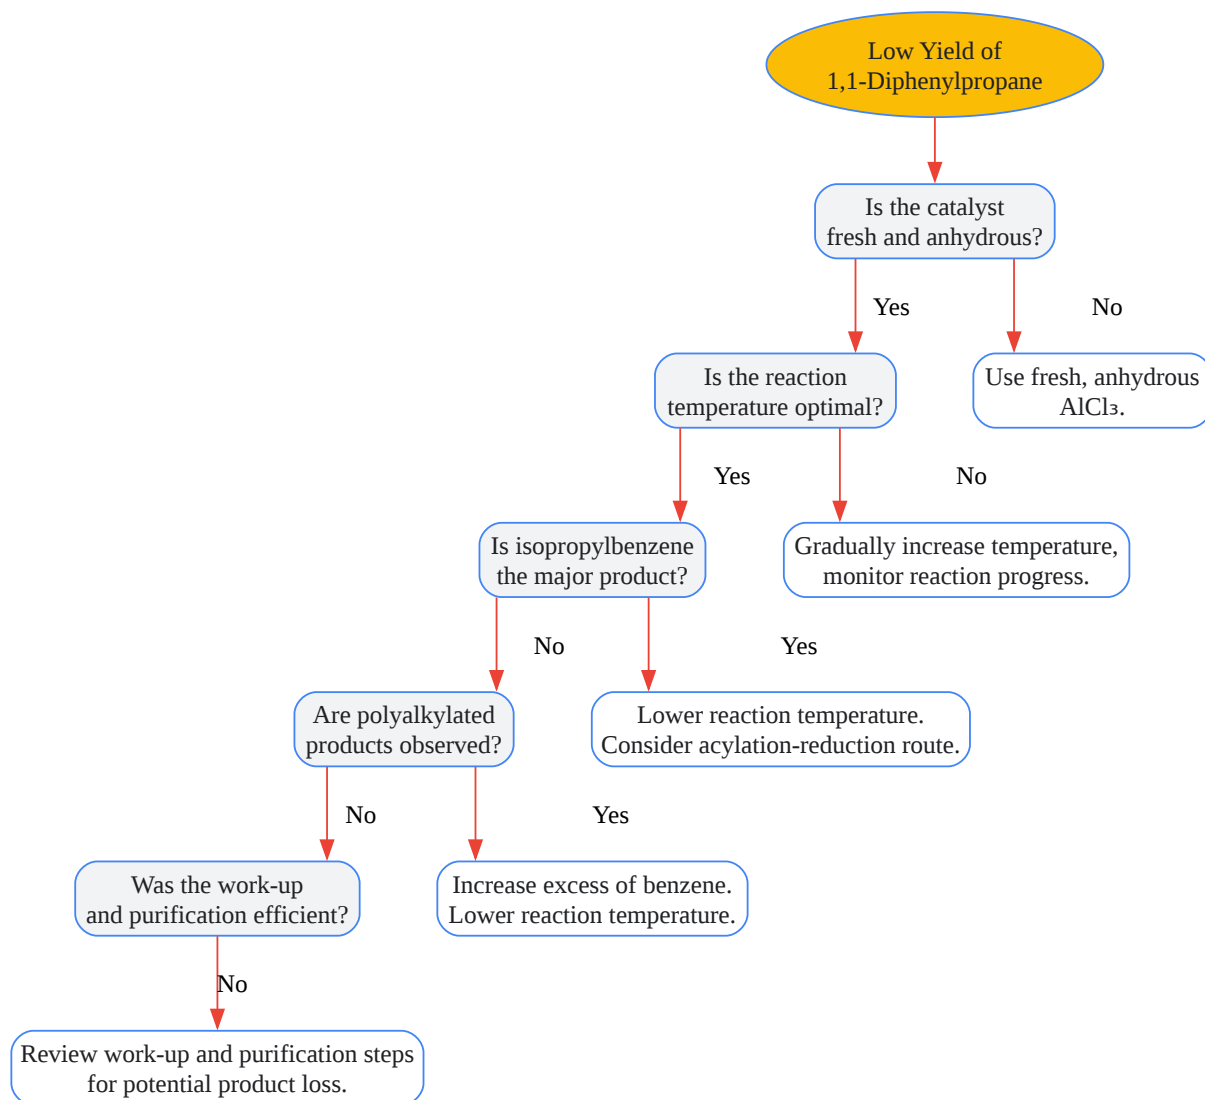 Low Yield of
1,1-Diphenylpropane
Is the catalyst
fresh and anhydrous?
Yes
No
Is the reaction
temperature optimal?
Use fresh, anhydrous
AlCl₃.
Yes
No
Is isopropylbenzene
the major product?
Gradually increase temperature,
monitor reaction progress.
No
Yes
Are polyalkylated
products observed?
Lower reaction temperature.
Consider acylation-reduction route.
No
Yes
Was the work-up
and purification efficient?
Increase excess of benzene.
Lower reaction temperature.
No
Review work-up and purification steps
for potential product loss.